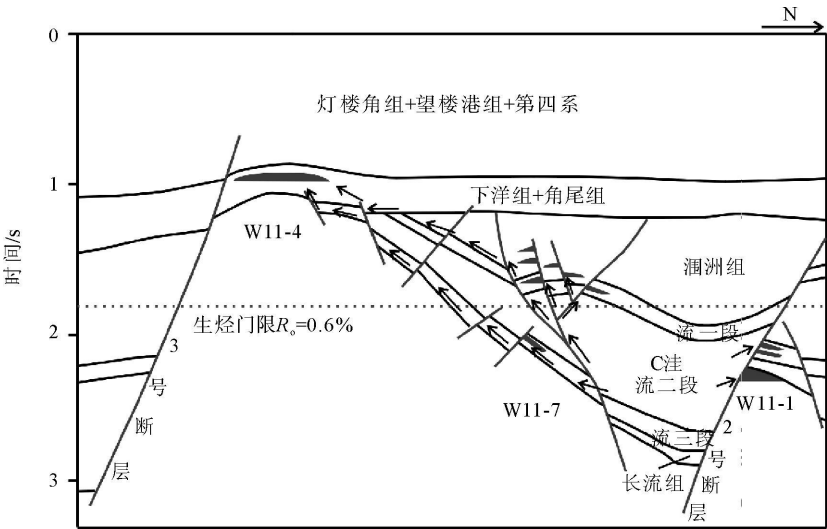 N
0
灯楼角组+望楼港组+第四系
1
下洋组+角尾组
W11-4
涠洲组
时间/s
生烃门限Ro=0.6%
2
流一段
3
号
断
层
C洼
流二段
W11-1
W11-7
2
号
断
层
流三段
长流组
3